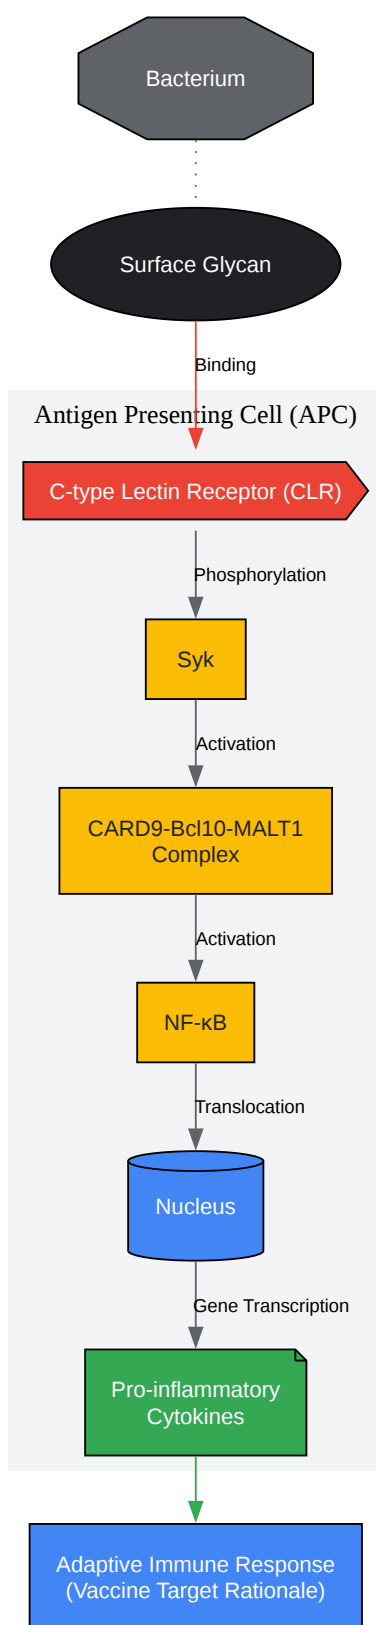 Bacterium
Surface Glycan
Binding
Antigen Presenting Cell (APC)
C-type Lectin Receptor (CLR)
Phosphorylation
Syk
Activation
CARD9-Bcl10-MALT1
Complex
Activation
NF-κB
Translocation
Nucleus
Gene Transcription
Pro-inflammatory
Cytokines
Adaptive Immune Response
(Vaccine Target Rationale)